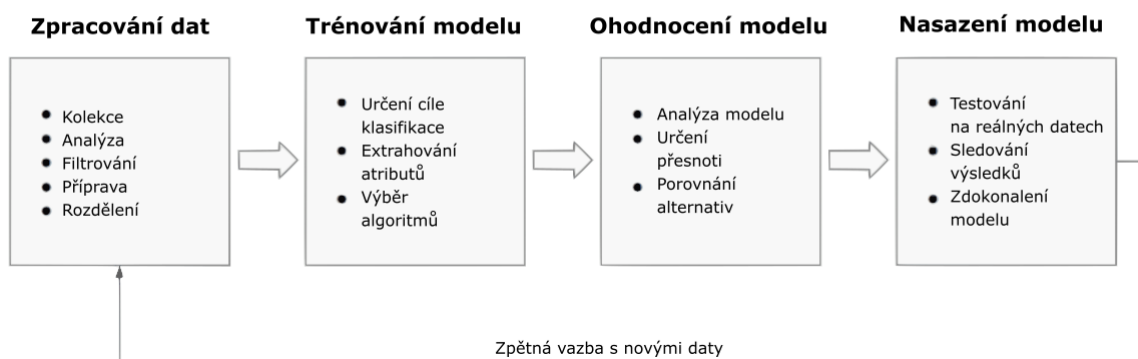 Zpracování dat
Kolekce
Analýza
Filtrování
Příprava
Rozdělení
Trénování modelu
Určení cíle
klasifikace
Extrahování
atributů
Výběr
algoritmů
Ohodnocení modelu
Analýza modelu
Určení
přesnoti
Porovnání
alternativ
Nasazení modelu
Testování
na reálných datech
Sledování
výsledků
Zdokonalení
modelu
Zpětná vazba s novými daty